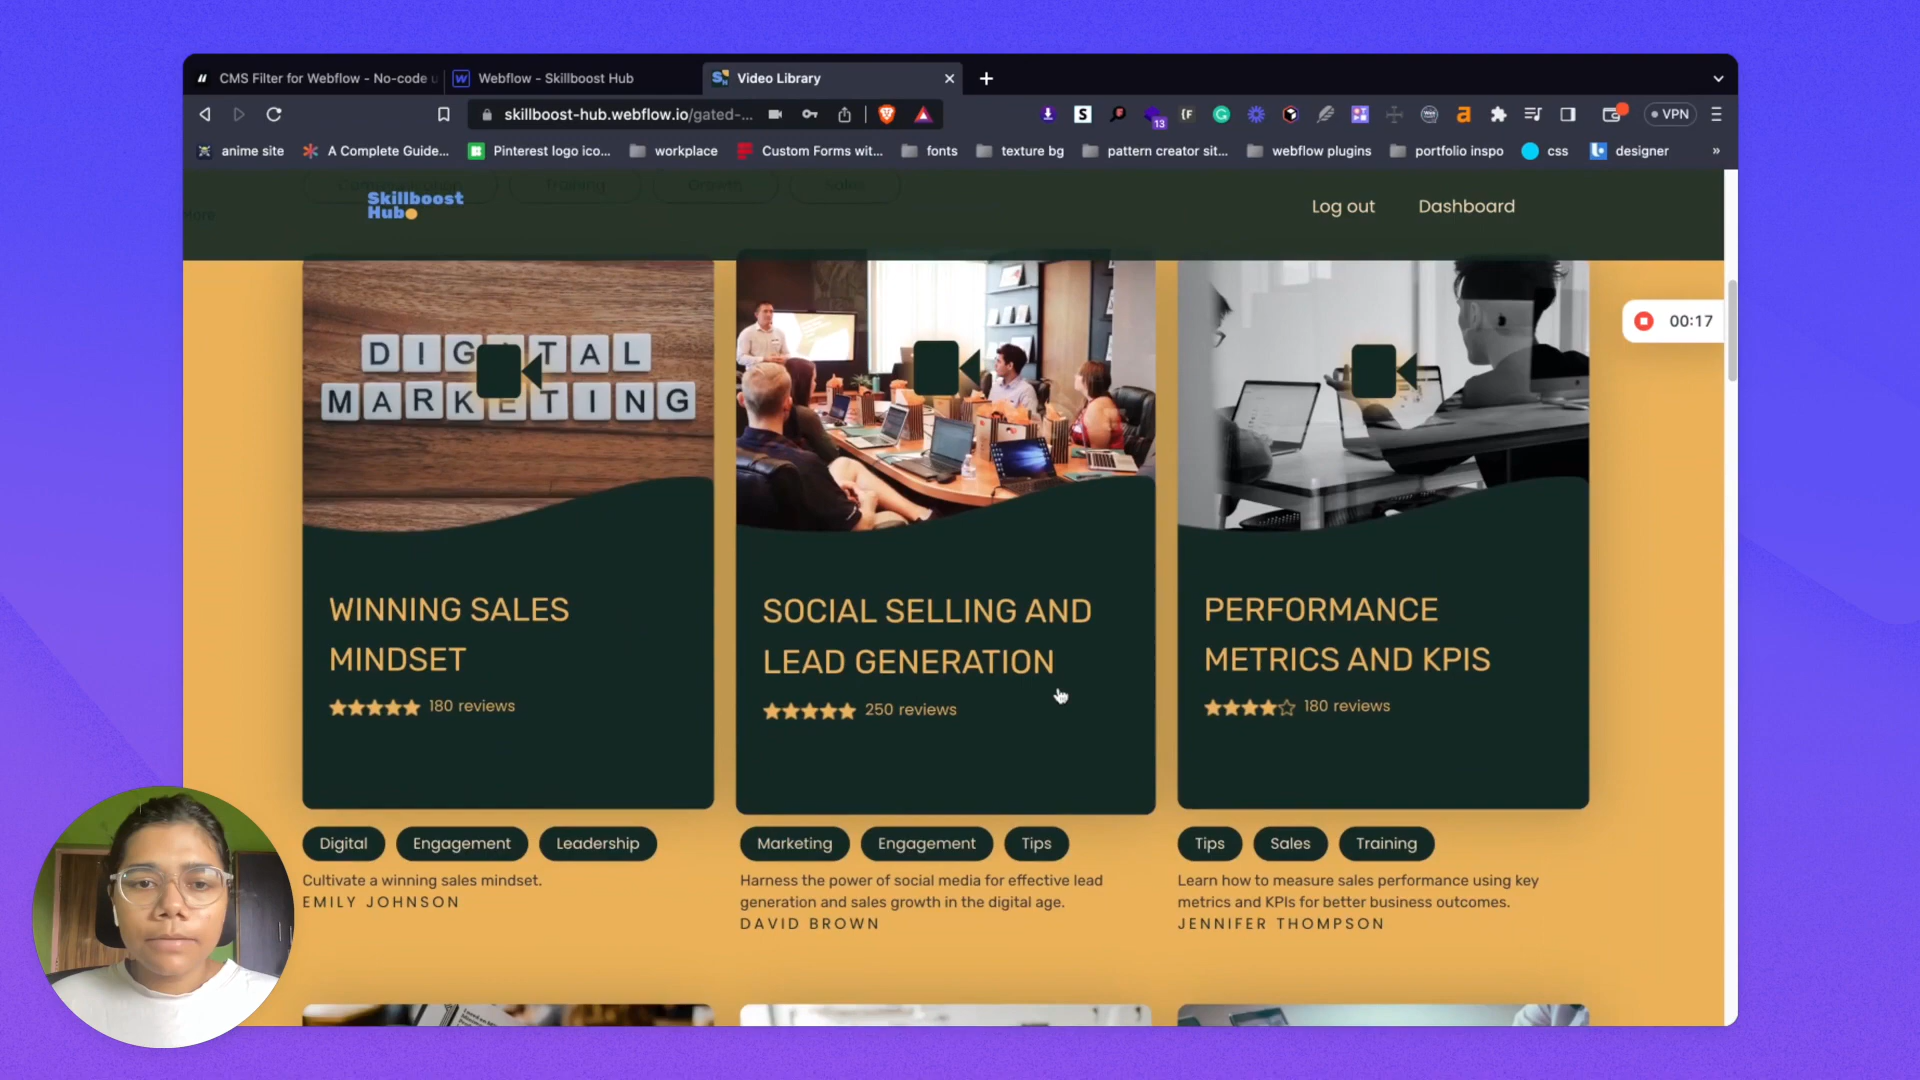 CMS Filter for Webflow - No-code u
Webflow - Skillboost Hub
Video Library
skillboost-hub.webflow.io/gated-...
13
VPN
anime site
A Complete Guide...
Pinterest logo ico...
workplace
Custom Forms wit...
fonts
texture bg
pattern creator sit...
webflow plugins
portfolio inspo
css
designer
»
Training
Growth
Sales
Skillboost
Hub
Log out
Dashboard
00:17
DIGITAL
MARKETING
WINNING SALES
MINDSET
180 reviews
SOCIAL SELLING AND
LEAD GENERATION
250 reviews
PERFORMANCE
METRICS AND KPIS
180 reviews
Digital
Engagement
Leadership
Marketing
Engagement
Tips
Tips
Sales
Training
Cultivate a winning sales mindset.
EMILY JOHNSON
Harness the power of social media for effective lead
generation and sales growth in the digital age.
DAVID BROWN
Learn how to measure sales performance using key
metrics and KPIs for better business outcomes.
JENNIFER THOMPSON